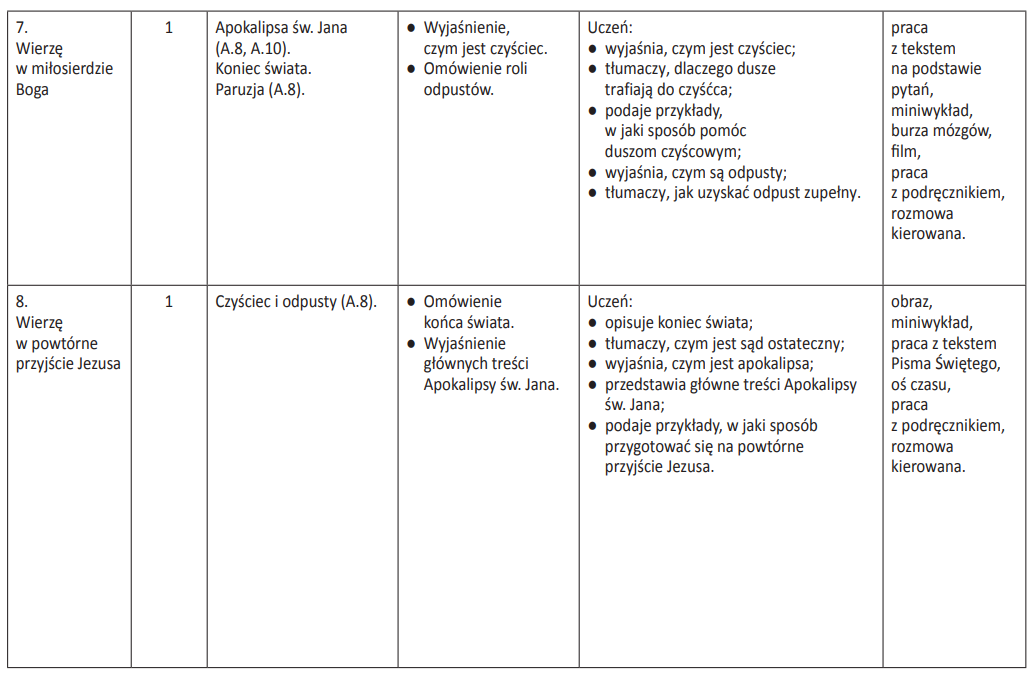 7.
Wierzę
w miłosierdzie
Boga
1
Apokalipsa św. Jana
(A.8, A.10).
Koniec świata.
Paruzja (A.8).
● Wyjaśnienie,
czym jest czyściec.
● Omówienie roli
odpustów.
Uczeń:
● wyjaśnia, czym jest czyściec;
● tłumaczy, dlaczego dusze
trafiają do czyśćca;
● podaje przykłady,
w jaki sposób pomóc
duszom czyścowym;
● wyjaśnia, czym są odpusty;
● tłumaczy, jak uzyskać odpust zupełny.
praca
z tekstem
na podstawie
pytań,
miniwykład,
burza mózgów,
film,
praca
z podręcznikiem,
rozmowa
kierowana.
8.
Wierzę
w powtórne
przyjście Jezusa
1
Czyściec i odpusty (A.8).
● Omówienie
końca świata.
● Wyjaśnienie
głównych treści
Apokalipsy św. Jana.
Uczeń:
● opisuje koniec świata;
● tłumaczy, czym jest sąd ostateczny;
● wyjaśnia, czym jest apokalipsa;
● przedstawia główne treści Apokalipsy
św. Jana;
● podaje przykłady, w jaki sposób
przygotować się na powtórne
przyjście Jezusa.
obraz,
miniwykład,
praca z tekstem
Pisma Świętego,
oś czasu,
praca
z podręcznikiem,
rozmowa
kierowana.